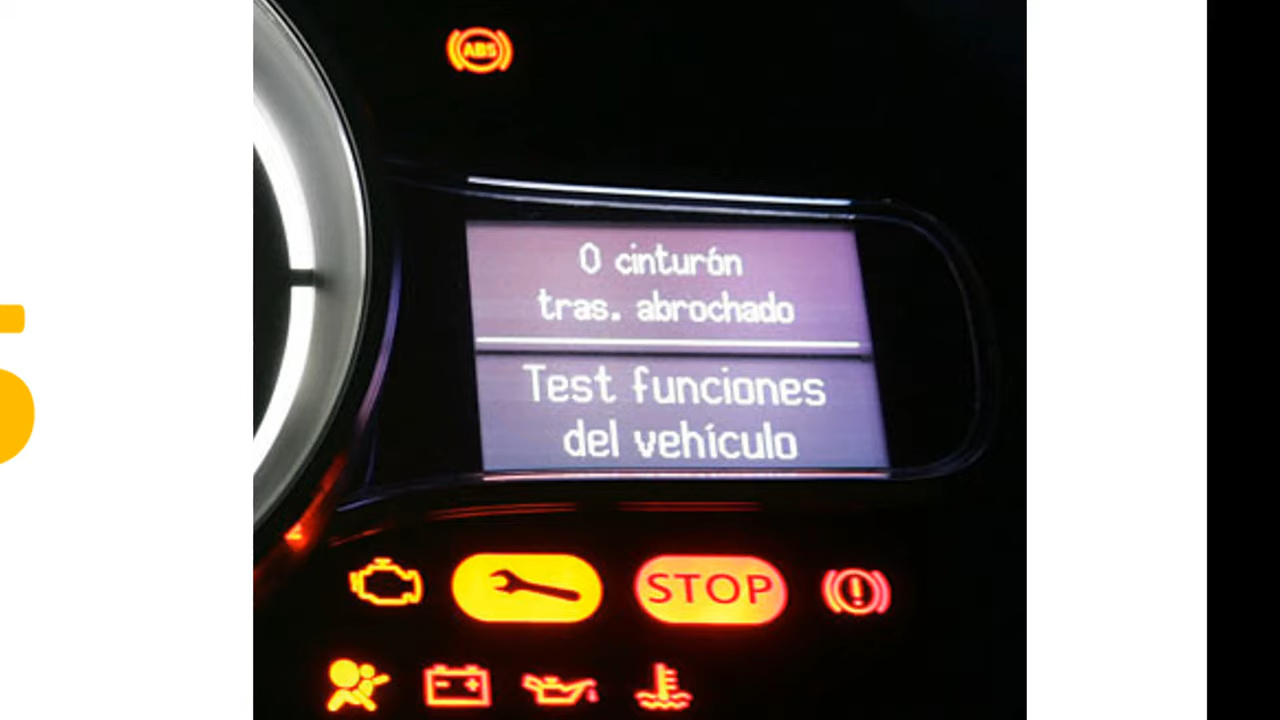 ABS
0 cinturón
tras. abrochado
Test funciones
del vehículo
STOP